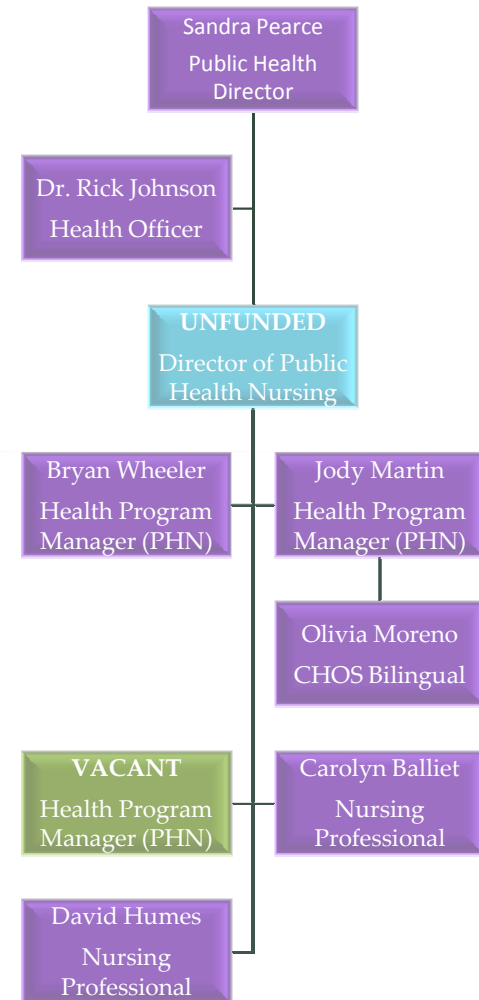 Sandra Pearce
Public Health
Director
Dr. Rick Johnson
Health Officer
UNFUNDED
Director of Public
Health Nursing
Bryan Wheeler
Health Program
Manager (PHN)
Jody Martin
Health Program
Manager (PHN)
Olivia Moreno
CHOS Bilingual
VACANT
Health Program
Manager (PHN)
Carolyn Balliet
Nursing
Professional
David Humes
Nursing
Professional